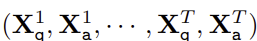 (X_q^1, X_a^1, ⋯, X_q^T, X_a^T)